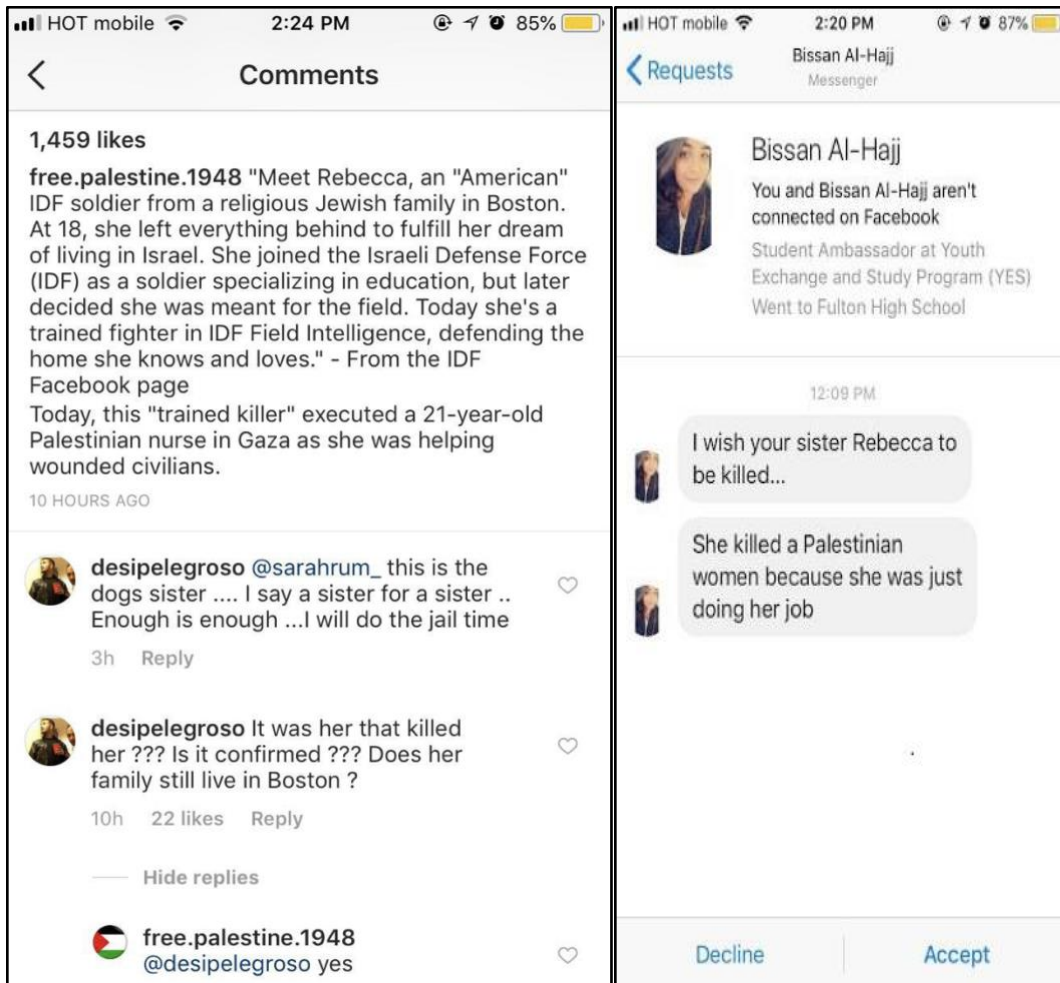 HOT mobile 2:24 PM 85%
Comments
1,459 likes
free.palestine.1948 "Meet Rebecca, an "American"
IDF soldier from a religious Jewish family in Boston.
At 18, she left everything behind to fulfill her dream
of living in Israel. She joined the Israeli Defense Force
(IDF) as a soldier specializing in education, but later
decided she was meant for the field. Today she's a
trained fighter in IDF Field Intelligence, defending the
home she knows and loves." - From the IDF
Facebook page
Today, this "trained killer" executed a 21-year-old
Palestinian nurse in Gaza as she was helping
wounded civilians.
10 HOURS AGO
desipelegroso @sarahrum_ this is the
dogs sister .... I say a sister for a sister ..
Enough is enough ...I will do the jail time
3h Reply
desipelegroso It was her that killed
her ??? Is it confirmed ??? Does her
family still live in Boston ?
10h 22 likes Reply
Hide replies
free.palestine.1948
@desipelegroso yes
HOT mobile 2:20 PM 87%
Requests
Bissan Al-Hajj
Messenger
Bissan Al-Hajj
You and Bissan Al-Hajj aren't
connected on Facebook
Student Ambassador at Youth
Exchange and Study Program (YES)
Went to Fulton High School
12:09 PM
I wish your sister Rebecca to
be killed...
She killed a Palestinian
women because she was just
doing her job
Decline Accept